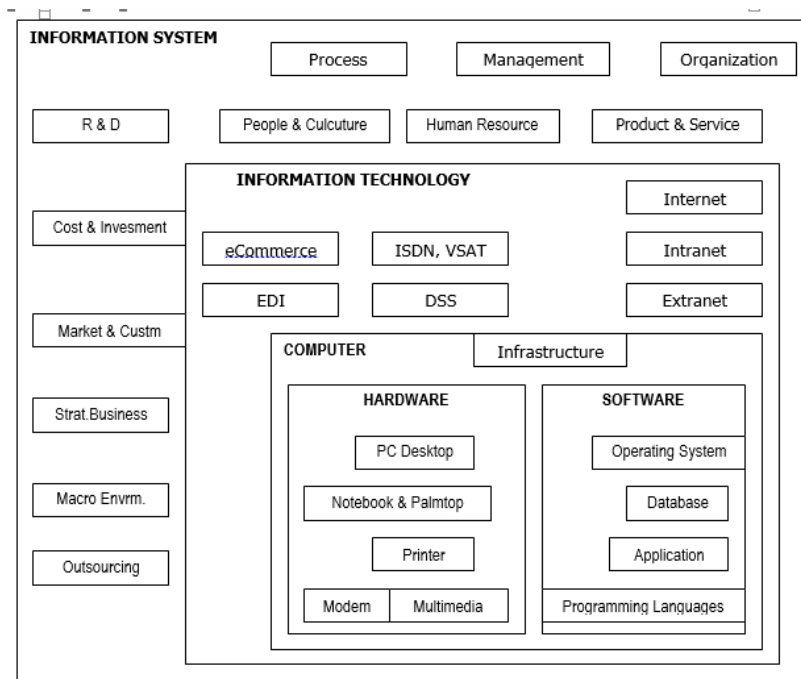 INFORMATION SYSTEM
Process
Management
Organization
R & D
People & Culcuture
Human Resource
Product & Service
INFORMATION TECHNOLOGY
Internet
Cost & Invesment
eCommerce
ISDN, VSAT
Intranet
EDI
DSS
Extranet
Market & Custm
COMPUTER
Infrastructure
HARDWARE
SOFTWARE
Strat.Business
PC Desktop
Operating System
Macro Envrm.
Notebook & Palmtop
Database
Outsourcing
Printer
Application
Modem
Multimedia
Programming Languages